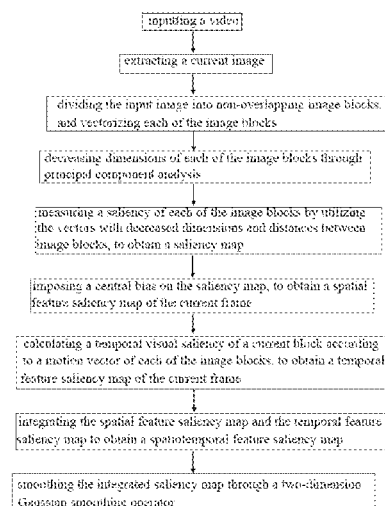 inputting a video
extracting a current image
dividing the input image into non-overlapping image blocks,
and vectorizing each of the image blocks
decreasing dimensions of each of the image blocks through
principal component analysis
measuring a saliency of each of the image blocks by utilizing
the vectors with decreased dimensions and distances between
image blocks, to obtain a saliency map
imposing a central bias on the saliency map, to obtain a spatial
feature saliency map of the current frame
calculating a temporal visual saliency of a current block according
to a motion vector of each of the image blocks, to obtain a temporal
feature saliency map of the current frame
integrating the spatial feature saliency map and the temporal feature
saliency map to obtain a spatiotemporal feature saliency map
smoothing the integrated saliency map through a two-dimension
Gaussian smoothing operator